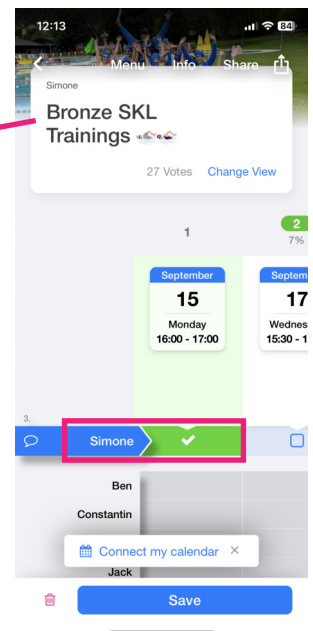 12:13
84
Menu Info Share
Simone
Bronze SKL
Trainings
27 Votes Change View
1
2
7%
September
15
Monday
16:00 - 17:00
Septem
17
Wednes
15:30 - 1
3.
Simone
Ben
Constantin
Connect my calendar
Jack
Save